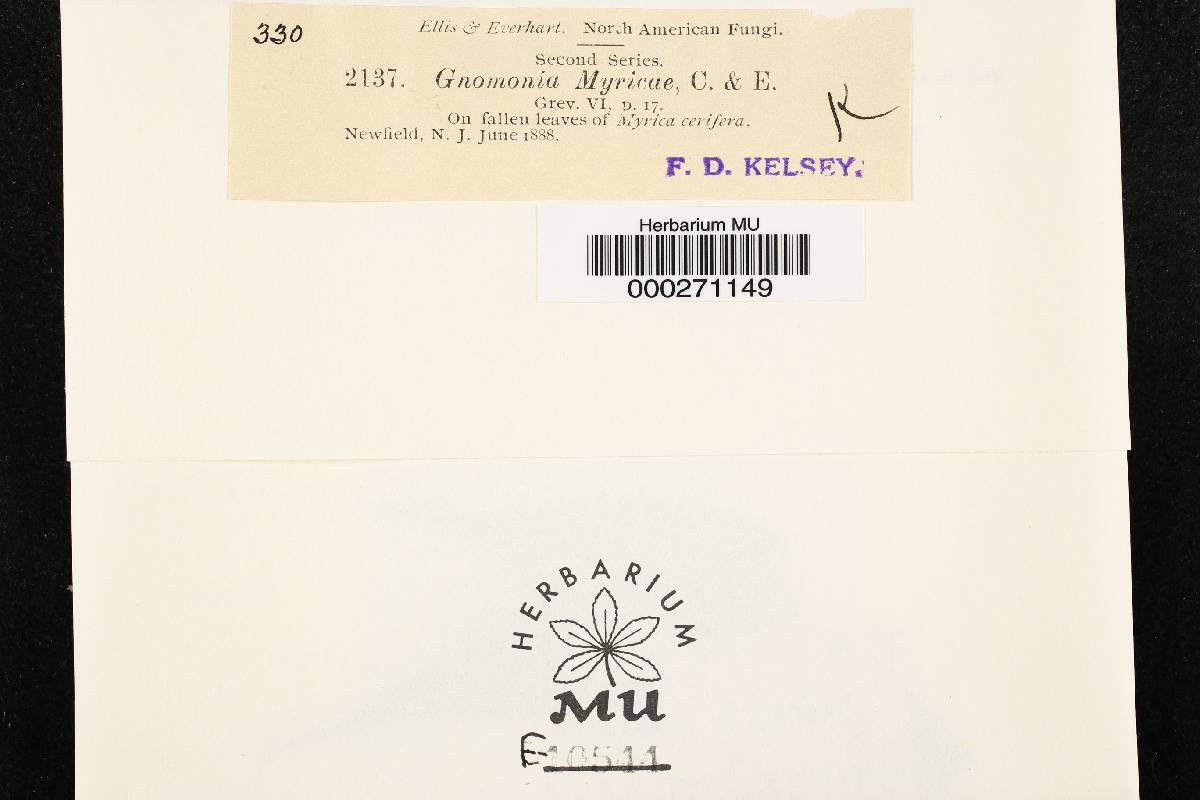 330
Ellis & Everhart. North American Fungi.
Second Series.
2137. Gnomonia Myricae, C. & E.
Grev. VI, p. 17.
On fallen leaves of Myrica cerifera.
Newfield, N. J. June 1888.
K
F. D. KELSEY.
Herbarium MU
000271149
HERBARIUM
MU
F 10544